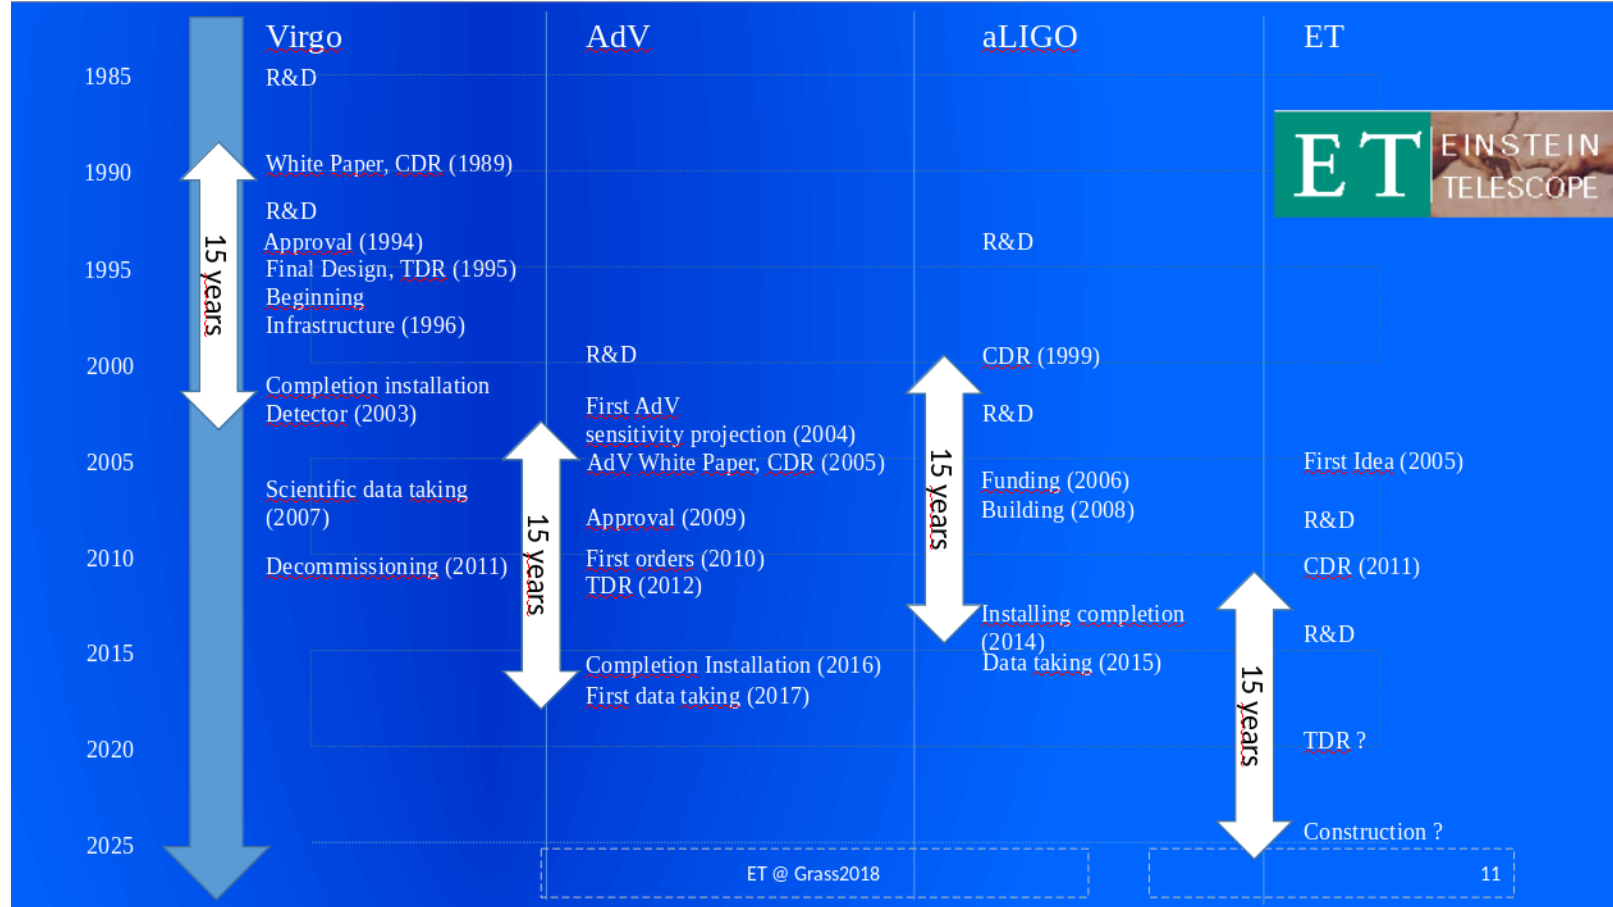 Virgo
AdV
aLIGO
ET
1985
R&D
EINSTEIN
ET
TELESCOPE
White Paper, CDR (1989)
1990
R&D
Approval (1994)
R&D
1995
Final Design, TDR (1995)
Beginning
Infrastructure (1996)
15 years
R&D
CDR (1999)
2000
Completion installation
Detector (2003)
First AdV
sensitivity projection (2004)
R&D
2005
AdV White Paper, CDR (2005)
First Idea (2005)
Scientific data taking
(2007)
Funding (2006)
Building (2008)
15 years
15 years
Approval (2009)
R&D
2010
Decommissioning (2011)
First orders (2010)
TDR (2012)
CDR (2011)
Installing completion
(2014)
R&D
2015
Completion Installation (2016)
Data taking (2015)
First data taking (2017)
15 years
2020
TDR ?
2025
Construction ?
ET @ Grass2018
11